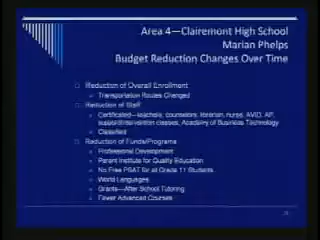 Area 4—Clairemont High School
Marian Phelps
Budget Reduction Changes Over Time
Reduction of Overall Enrollment
Transportation Routes Changed
Reduction of Staff
Certificated—teachers, counselors, librarian, nurse, AVID, AP,
support/intervention classes, Academy of Business Technology
Classified
Reduction of Funds/Programs
Professional Development
Parent Institute for Quality Education
No Free PSAT for all Grade 11 Students
World Languages
Grants—After School Tutoring
Fewer Advanced Courses